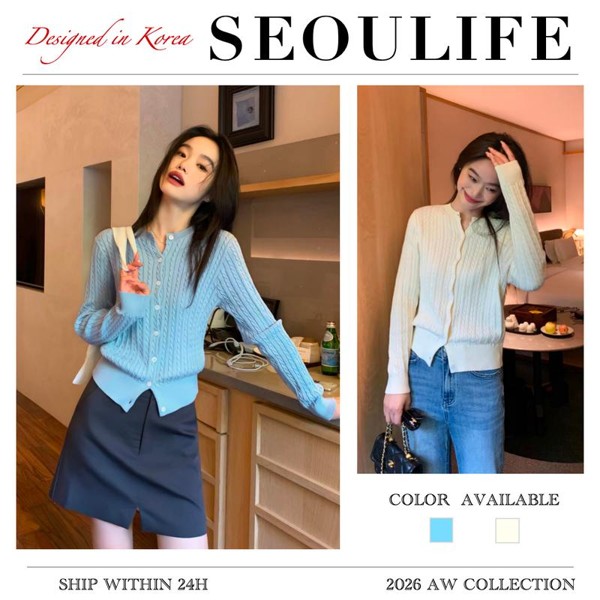 Designed in Korea
SEOULIFE
COLOR AVAILABLE
SHIP WITHIN 24H
2026 AW COLLECTION